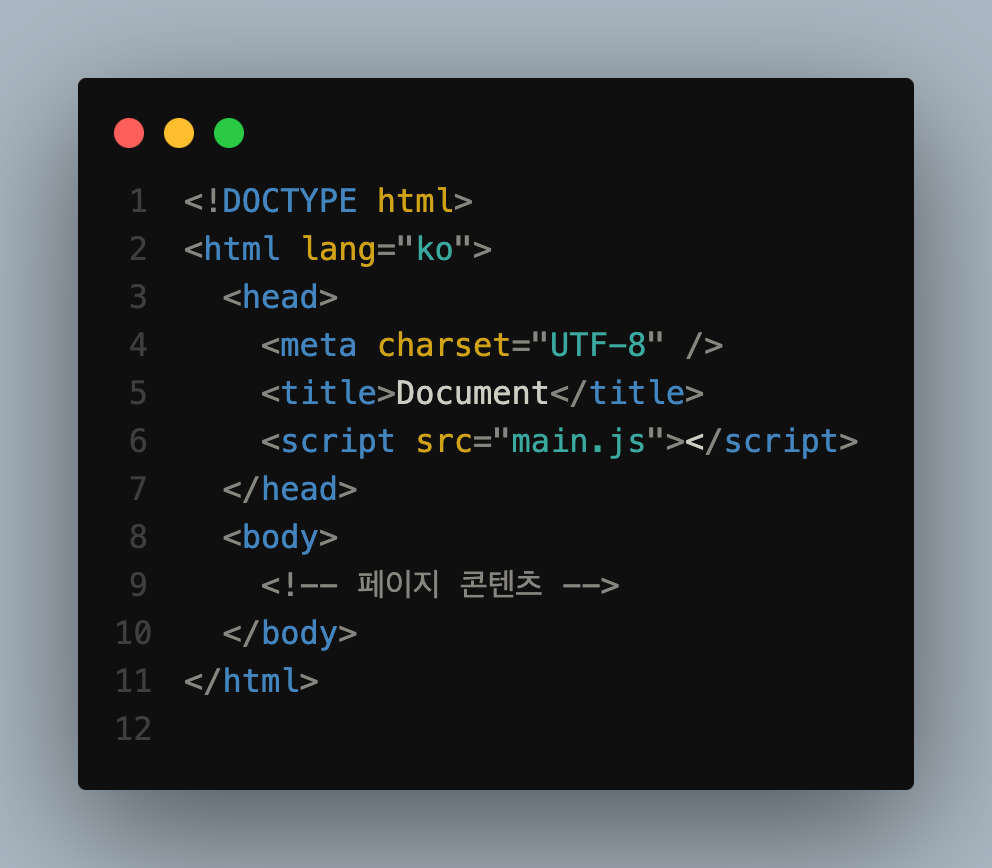 1 <!DOCTYPE html>
2 <html lang="ko">
3   <head>
4     <meta charset="UTF-8" />
5     <title>Document</title>
6     <script src="main.js"></script>
7   </head>
8   <body>
9     <!-- 페이지 콘텐츠 -->
10   </body>
11 </html>
12